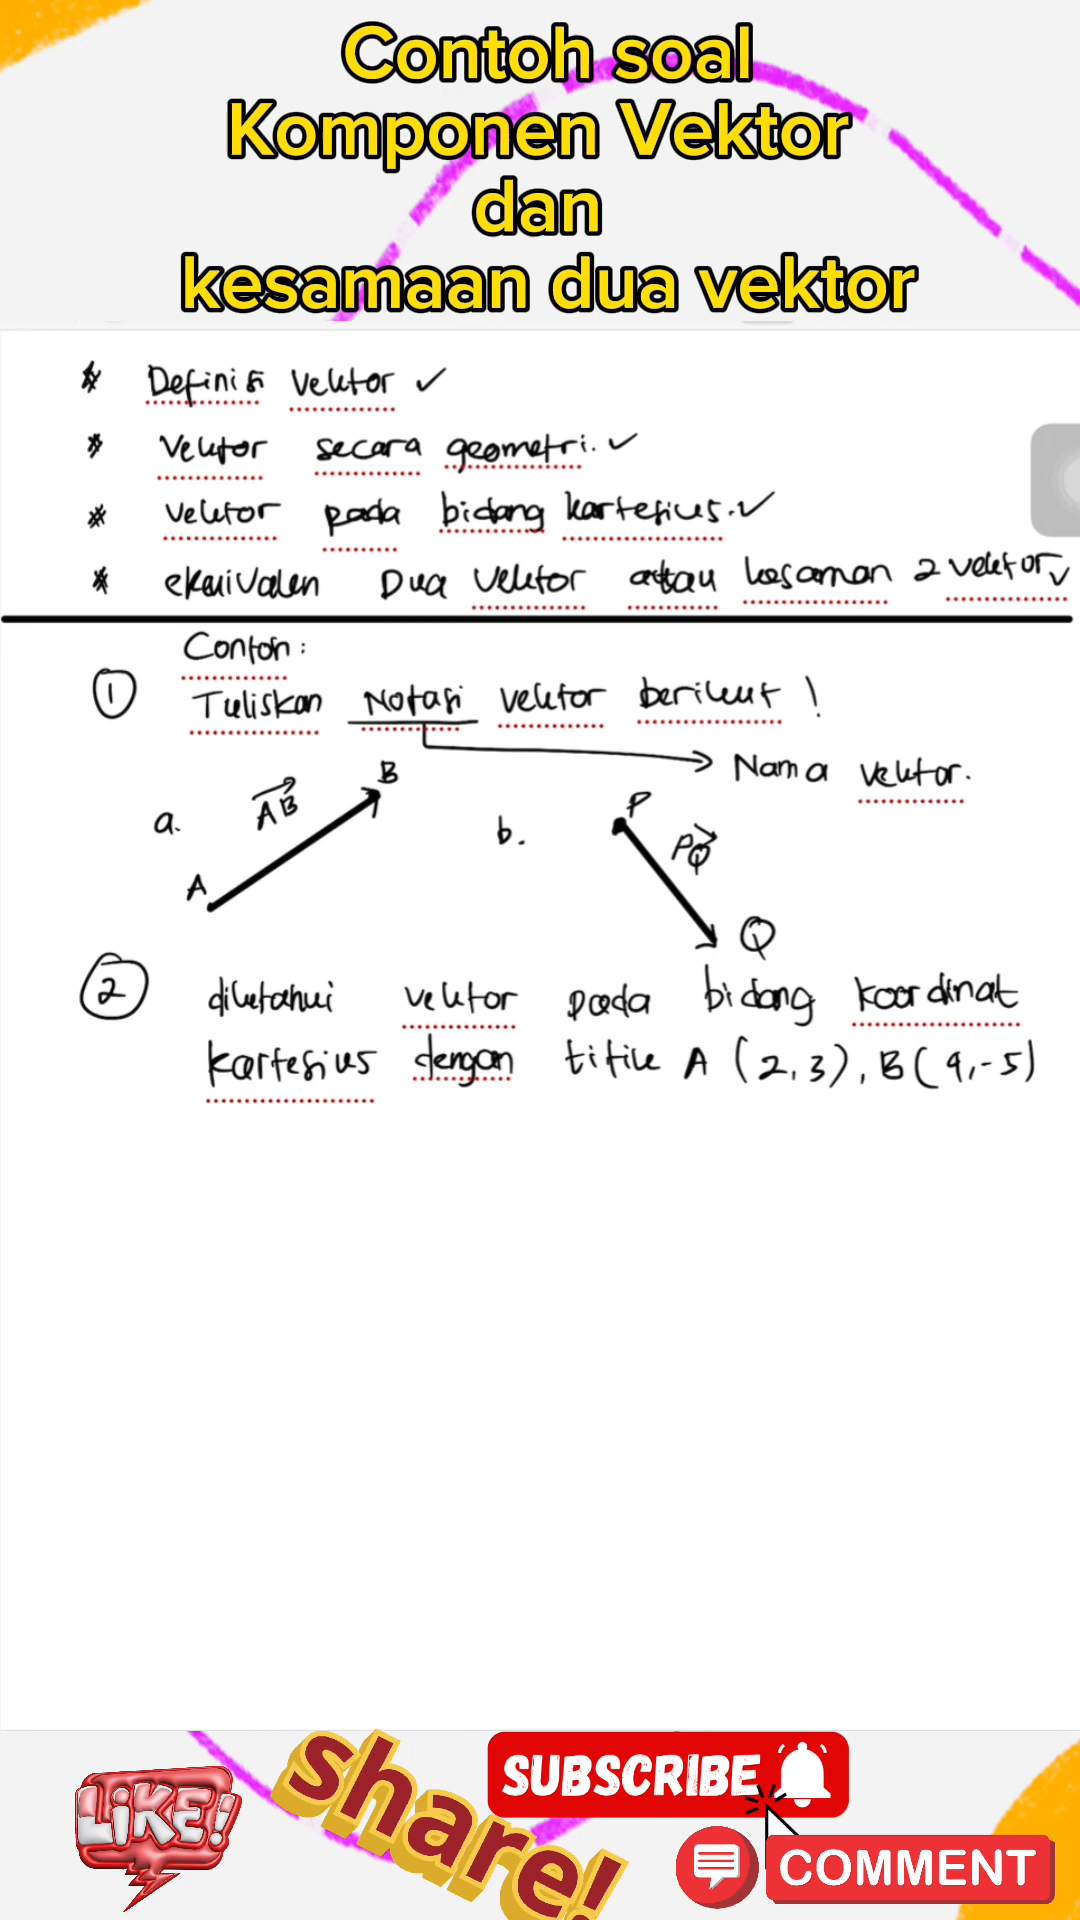 Contoh soal
Komponen Vektor
dan
kesamaan dua vektor
* Definisi vektor ✓
* Vektor secara geometri. ✓
* vektor pada bidang kartesius. ✓
* ekuivalen Dua vektor atau kesaman 2 vektor ✓
Contoh:
① Tuliskan Notasi vektor berikut !
Nama vektor.
a. A AB B
b. P PQ Q
② diketahui vektor pada bidang koordinat
kartesius dengan titik A (2,3), B(9,-5)
LIKE!
share!
SUBSCRIBE
COMMENT